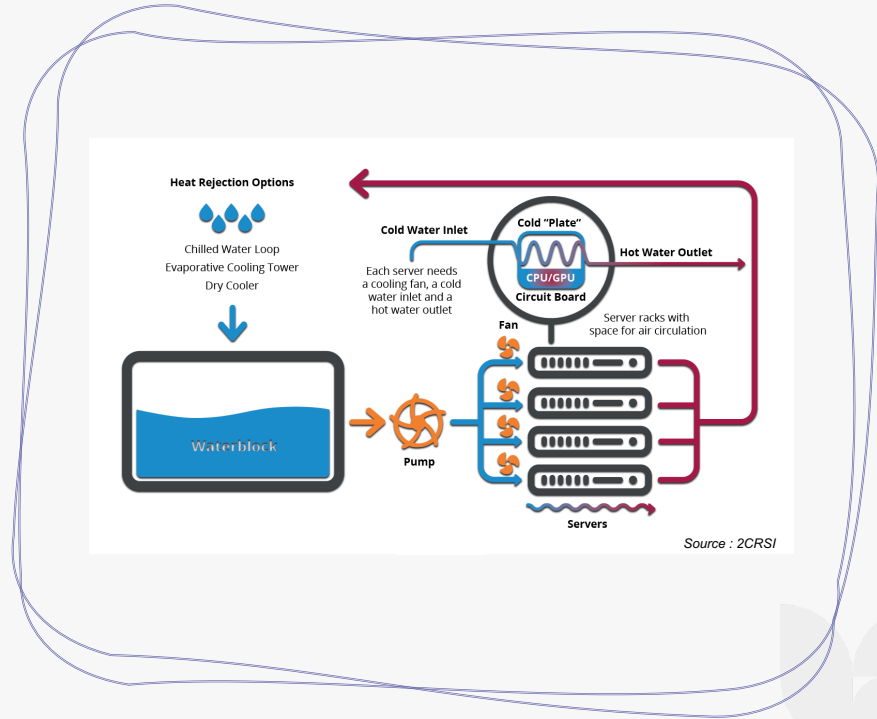 Heat Rejection Options
Chilled Water Loop
Evaporative Cooling Tower
Dry Cooler
Cold Water Inlet
Each server needs
a cooling fan, a cold
water inlet and a
hot water outlet
Cold “Plate”
CPU/GPU
Circuit Board
Hot Water Outlet
Server racks with
space for air circulation
Fan
Waterblock
Pump
Servers
Source : 2CRSI